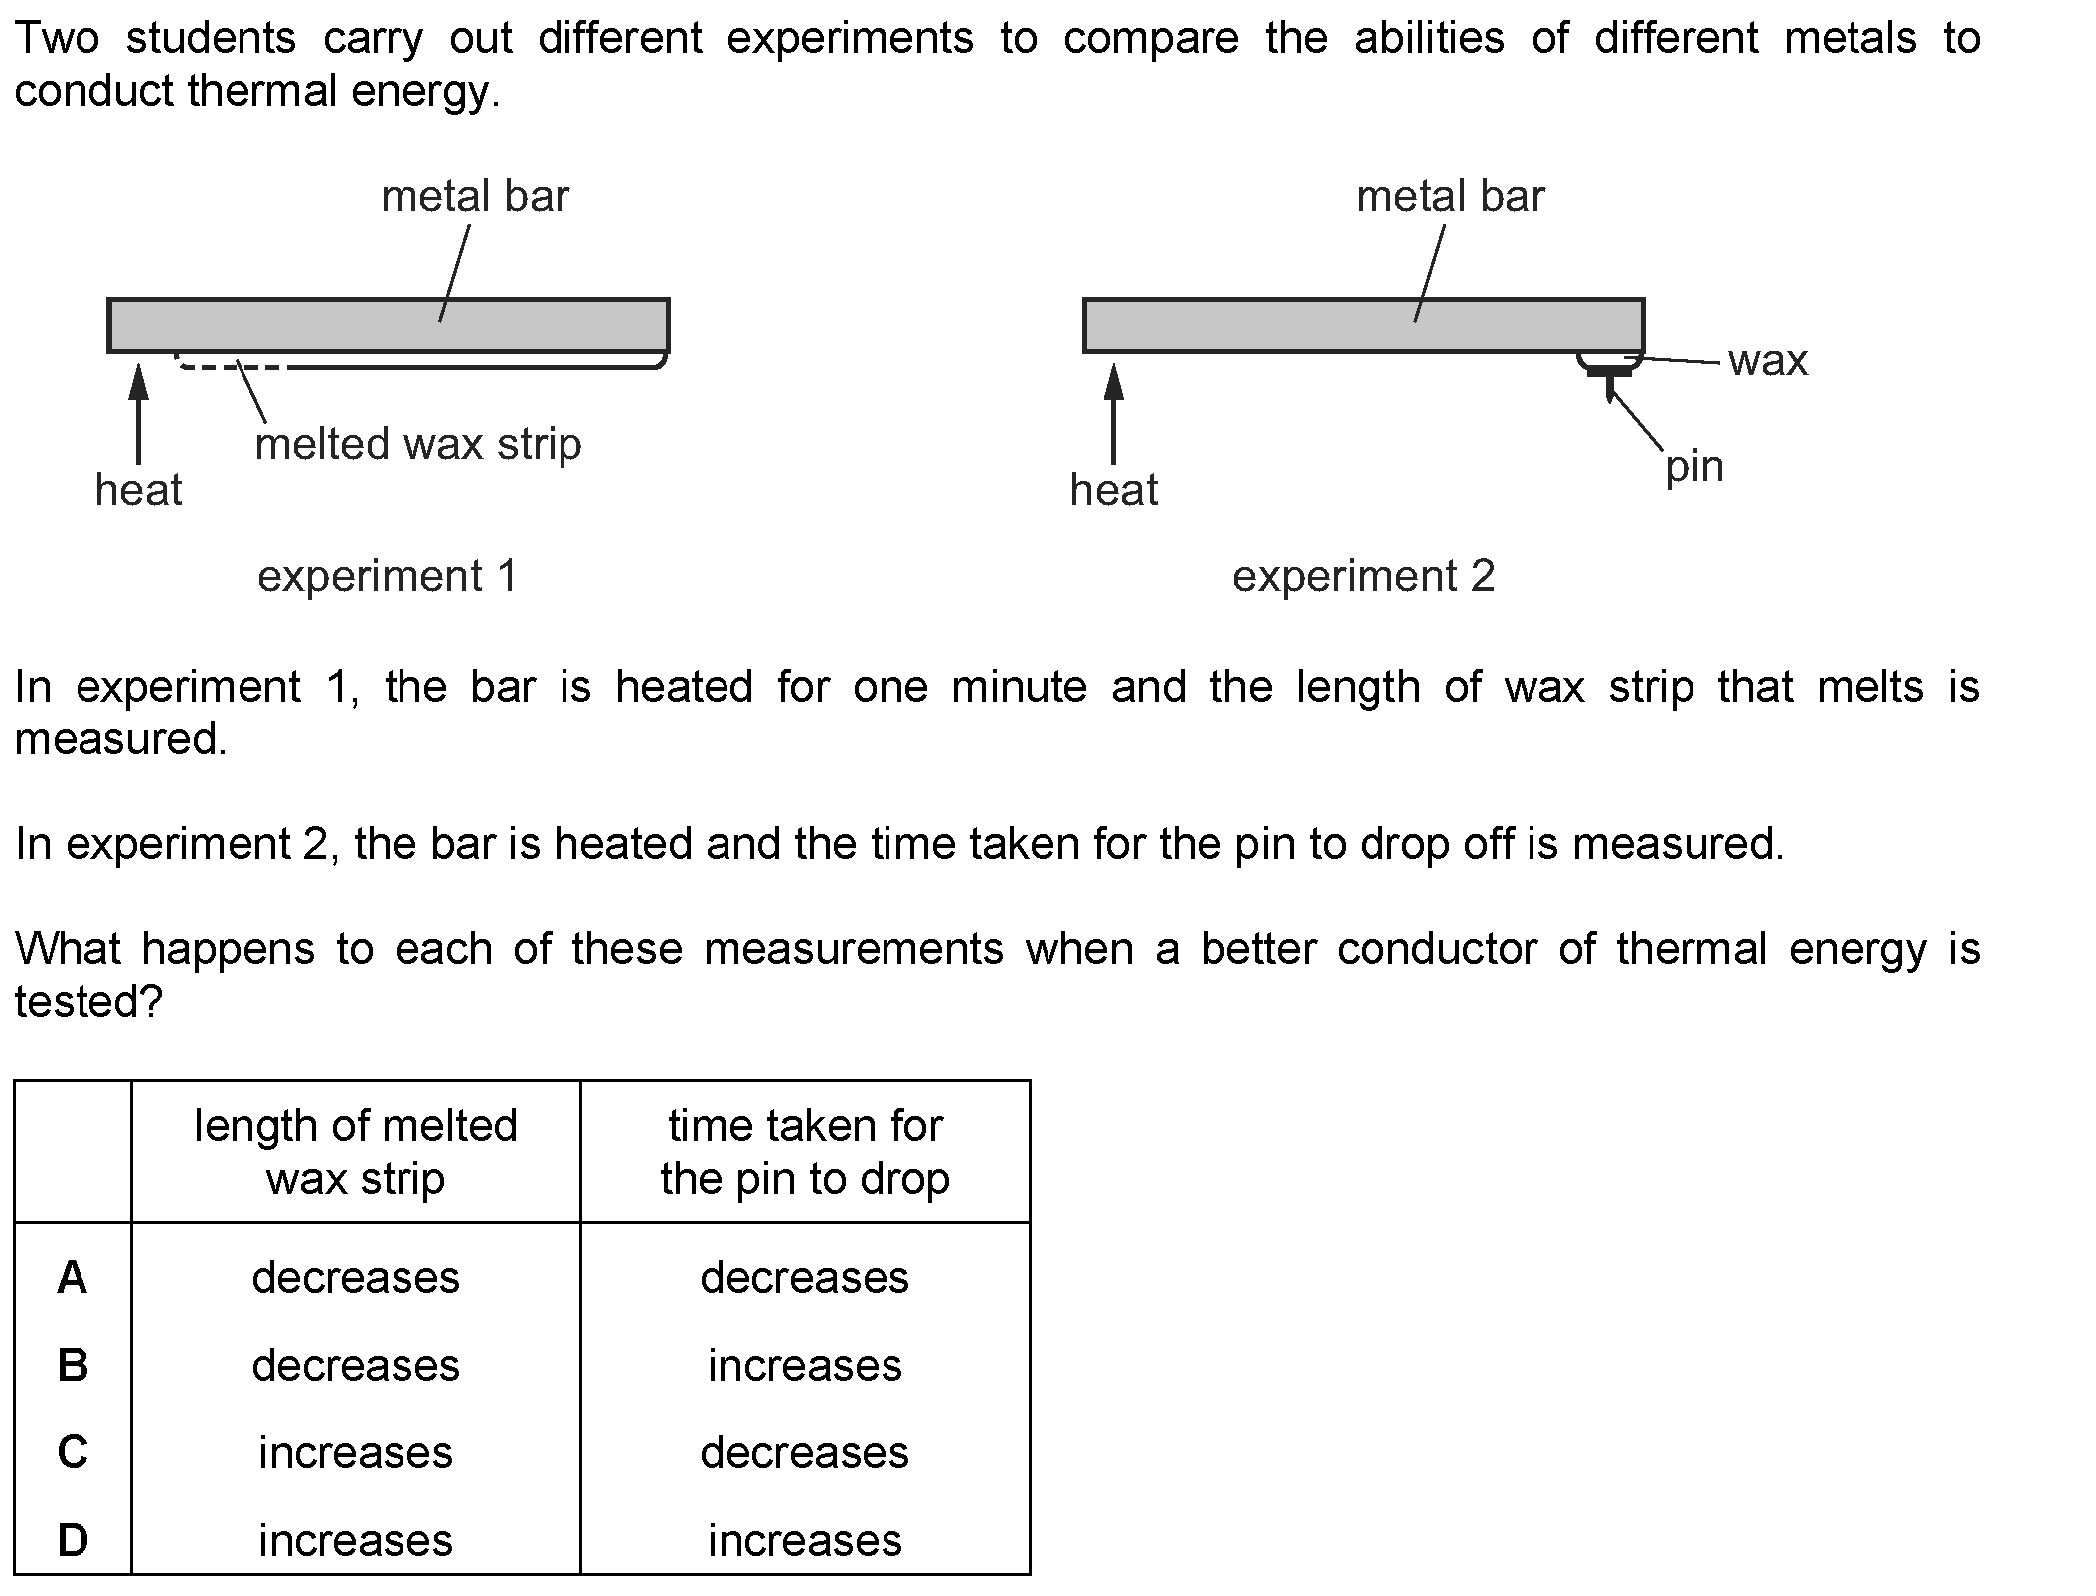 Two students carry out different experiments to compare the abilities of different metals to
conduct thermal energy.
metal bar
metal bar
wax
melted wax strip
pin
heat
heat
experiment 1
experiment 2
In experiment 1, the bar is heated for one minute and the length of wax strip that melts is
measured.
In experiment 2, the bar is heated and the time taken for the pin to drop off is measured.
What happens to each of these measurements when a better conductor of thermal energy is
tested?
length of melted
wax strip
time taken for
the pin to drop
A decreases decreases
B decreases increases
C increases decreases
D increases increases